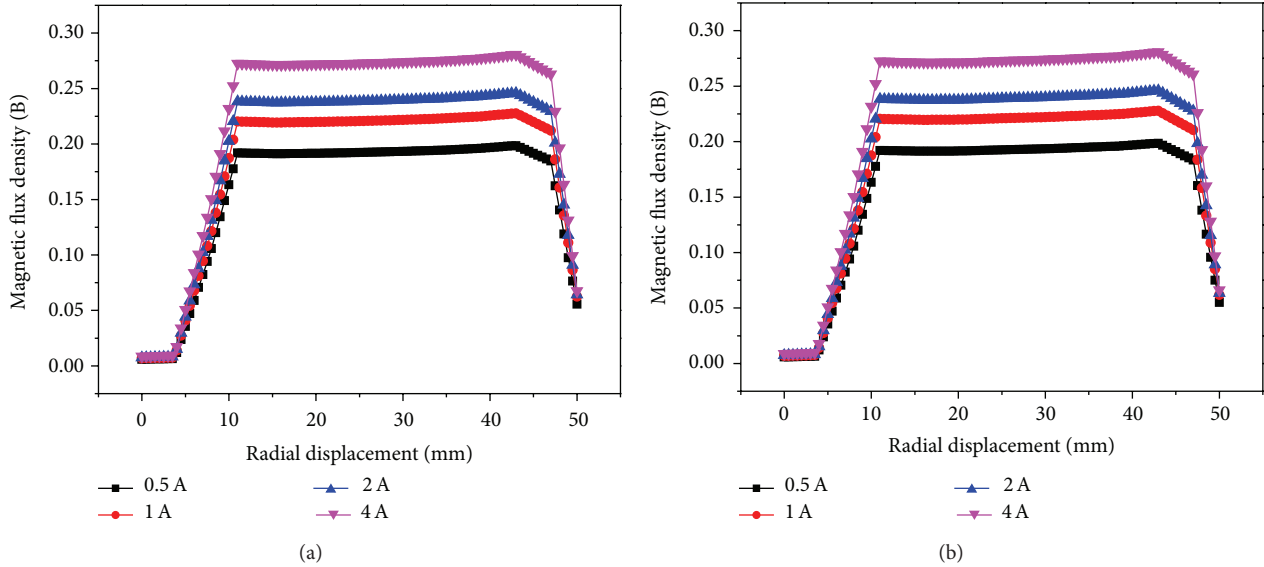 0.30
0.25
0.20
0.15
0.10
0.05
0.00
Magnetic flux density (B)
0 10 20 30 40 50
Radial displacement (mm)
0.5 A 2 A
1 A 4 A
(a)
0.30
0.25
0.20
0.15
0.10
0.05
0.00
Magnetic flux density (B)
0 10 20 30 40 50
Radial displacement (mm)
0.5 A 2 A
1 A 4 A
(b)